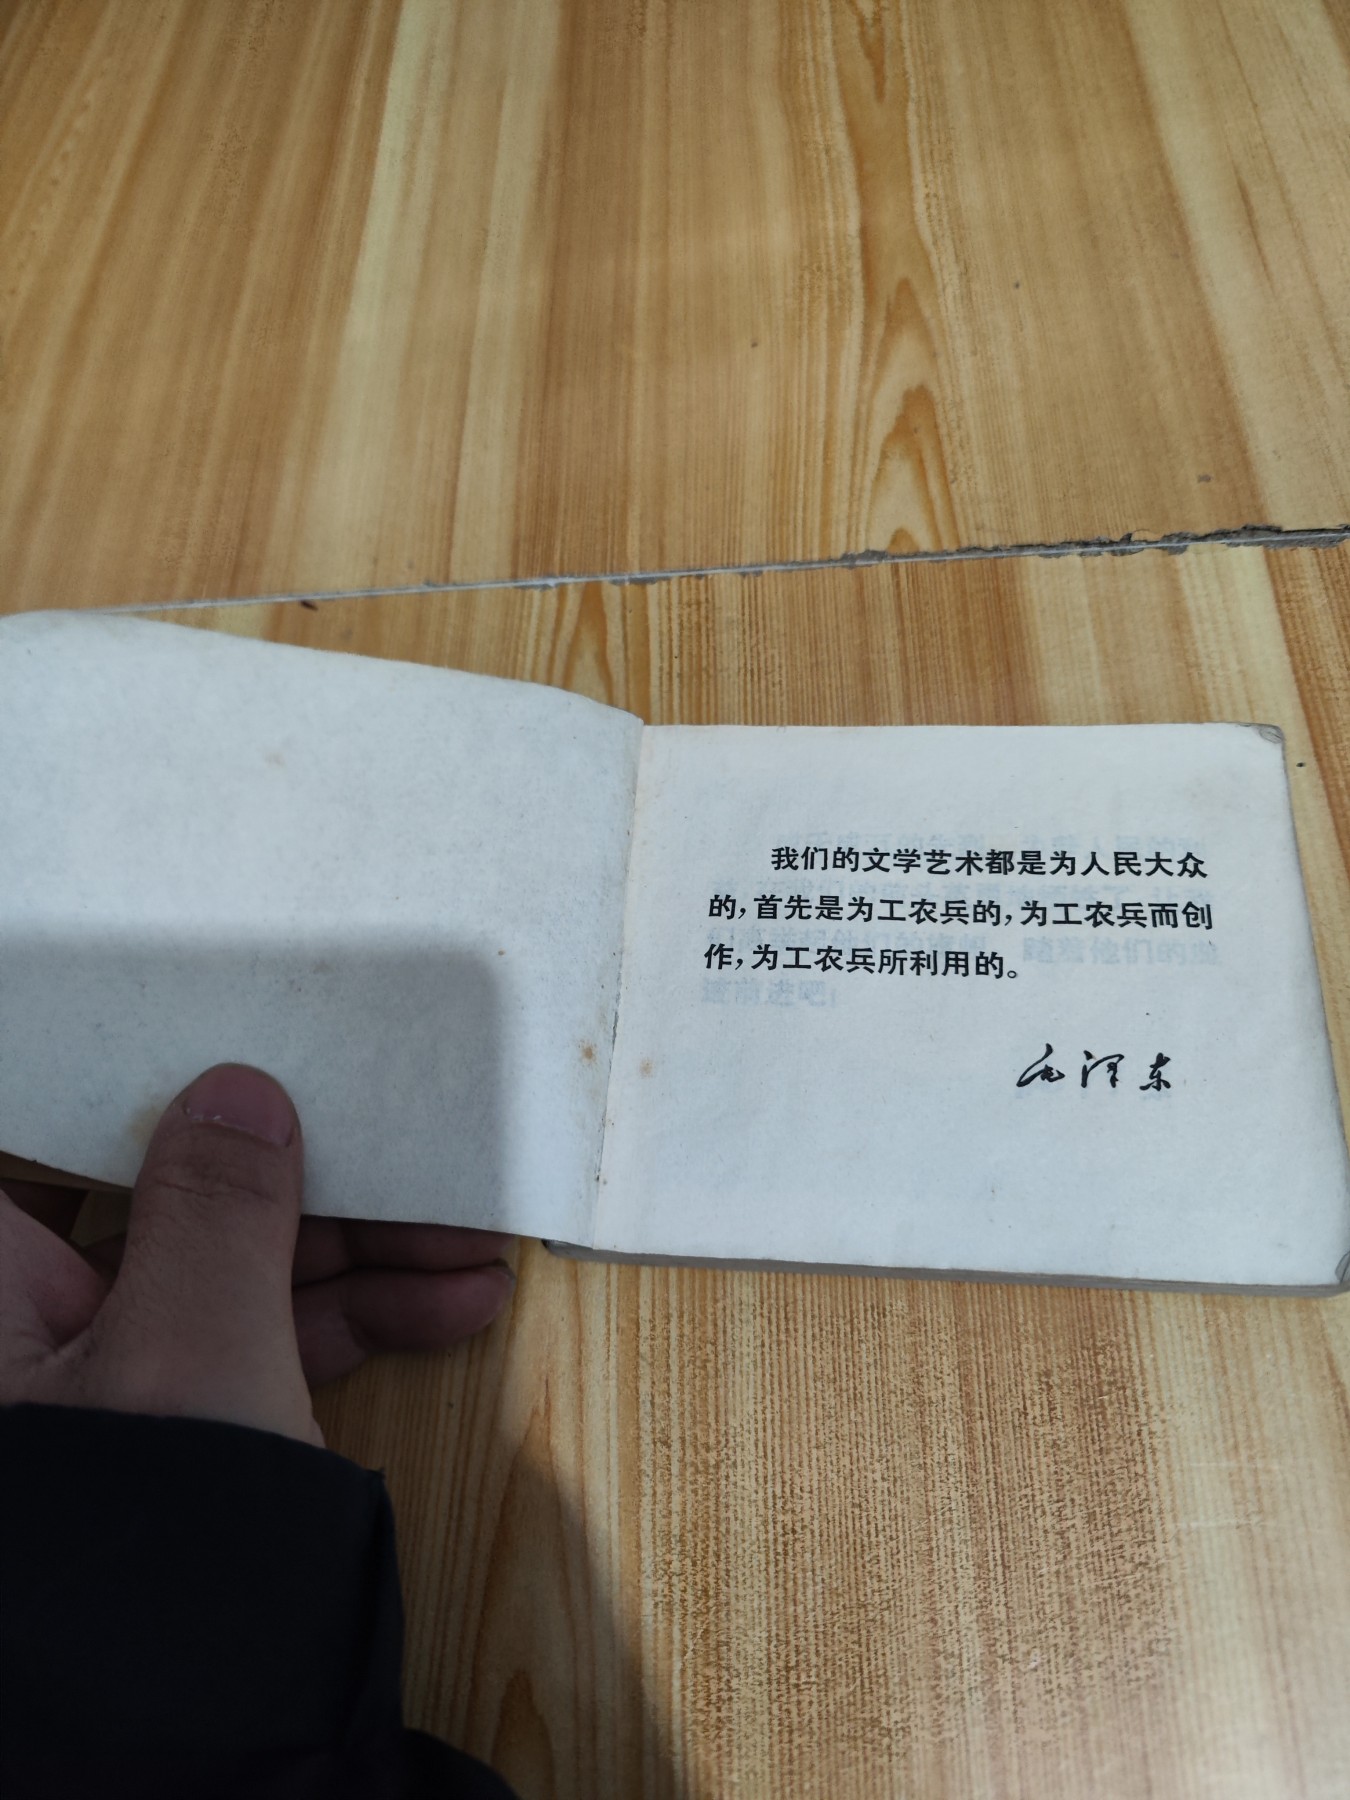 我们的文学艺术都是为人民大众
的，首先是为工农兵的，为工农兵而创
作，为工农兵所利用的。
毛泽东